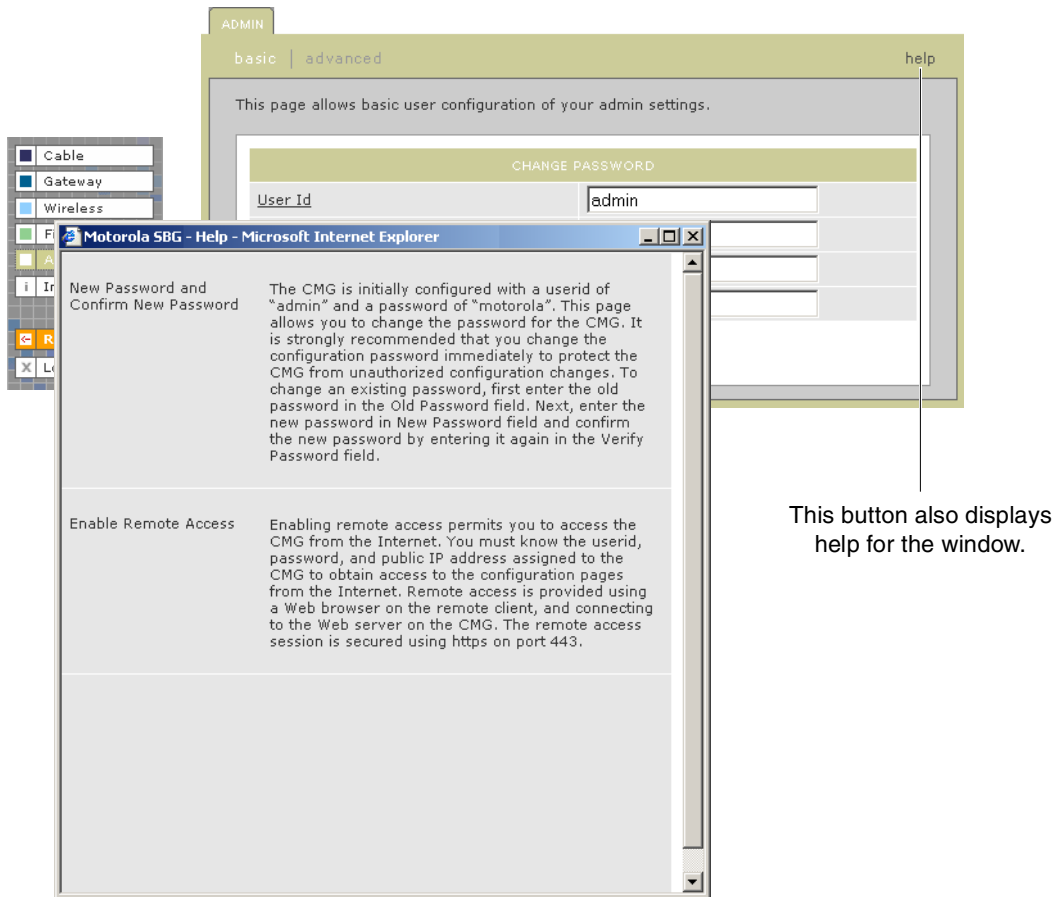 ADMIN
basic | advanced
help
This page allows basic user configuration of your admin settings.
CHANGE PASSWORD
User Id
admin
Cable
Gateway
Wireless
i
X
Motorola SBG - Help - Microsoft Internet Explorer
New Password and
Confirm New Password
The CMG is initially configured with a userid of
“admin” and a password of “motorola”. This page
allows you to change the password for the CMG. It
is strongly recommended that you change the
configuration password immediately to protect the
CMG from unauthorized configuration changes. To
change an existing password, first enter the old
password in the Old Password field. Next, enter the
new password in New Password field and confirm
the new password by entering it again in the Verify
Password field.
Enable Remote Access
Enabling remote access permits you to access the
CMG from the Internet. You must know the userid,
password, and public IP address assigned to the
CMG to obtain access to the configuration pages
from the Internet. Remote access is provided using
a Web browser on the remote client, and connecting
to the Web server on the CMG. The remote access
session is secured using https on port 443.
This button also displays
help for the window.